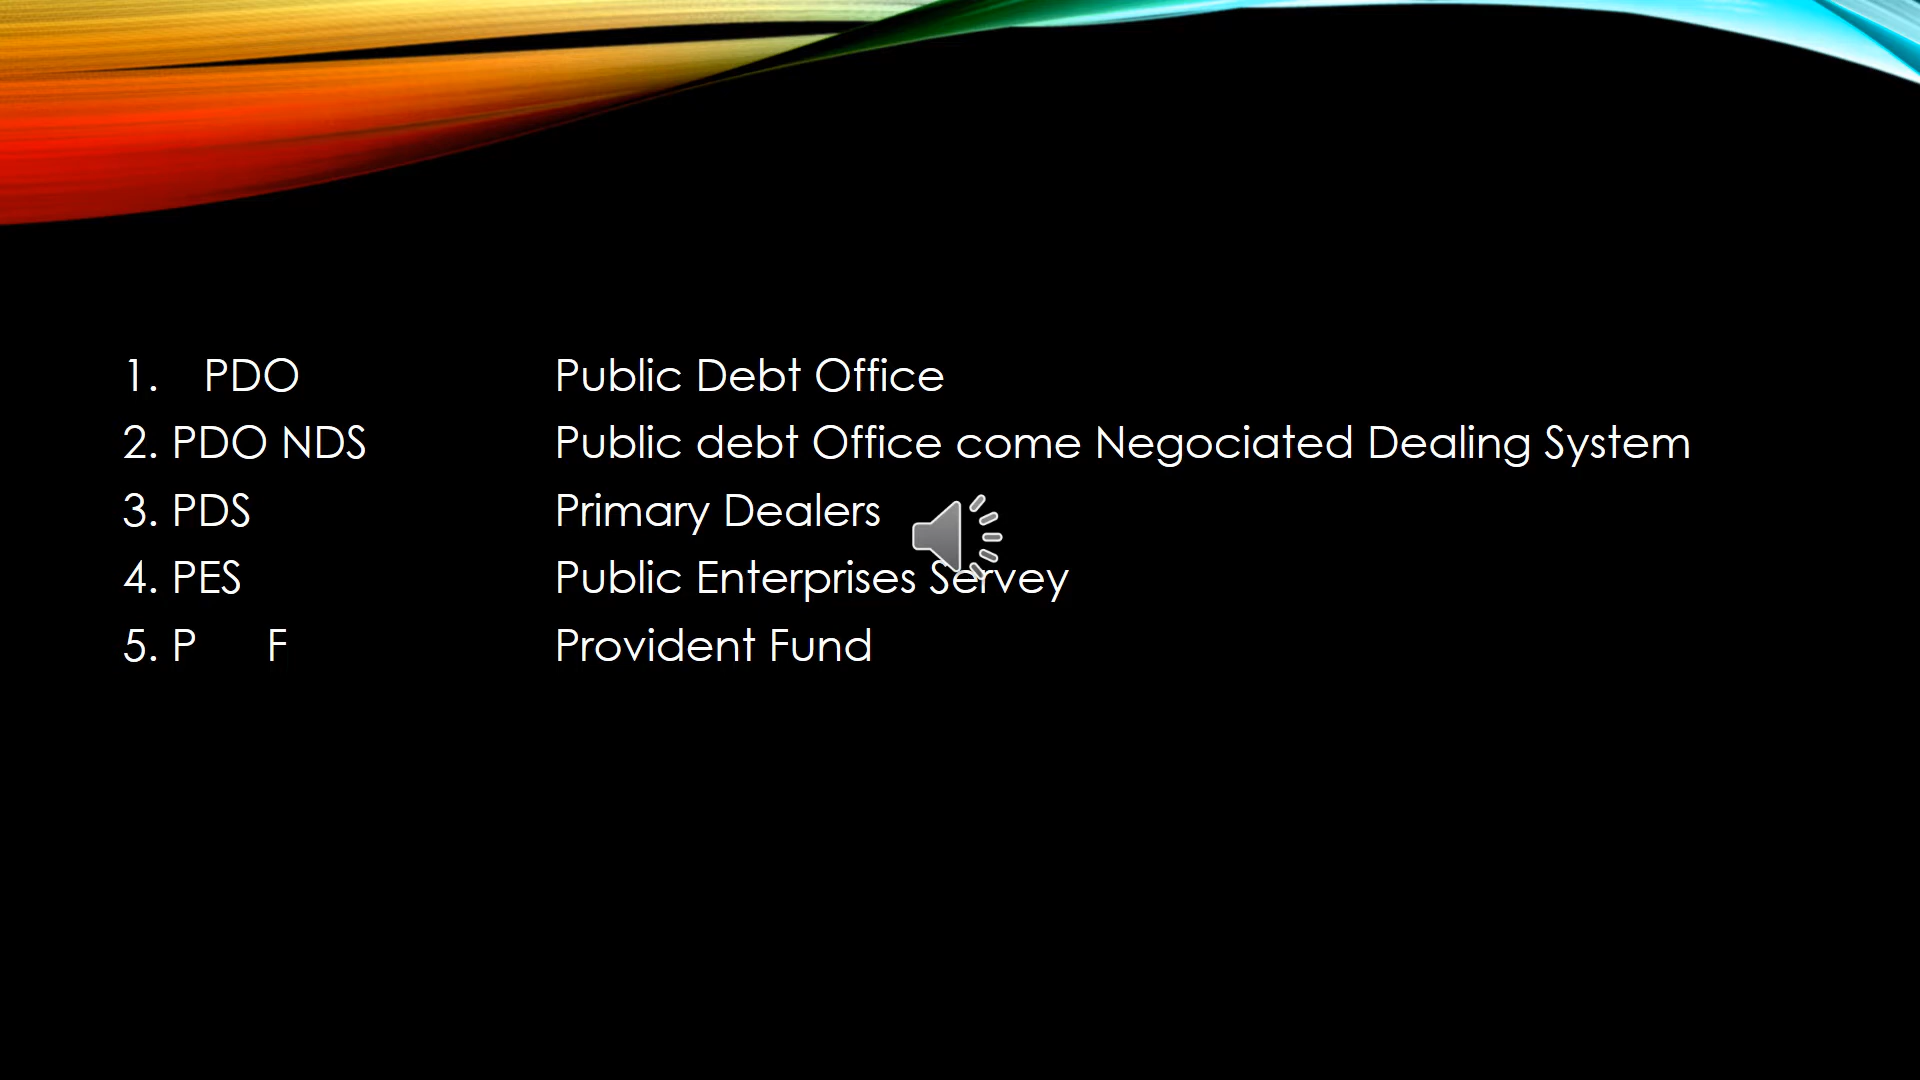 1. PDO Public Debt Office
2. PDO NDS Public debt Office come Negociated Dealing System
3. PDS Primary Dealers
4. PES Public Enterprises Servey
5. P F Provident Fund